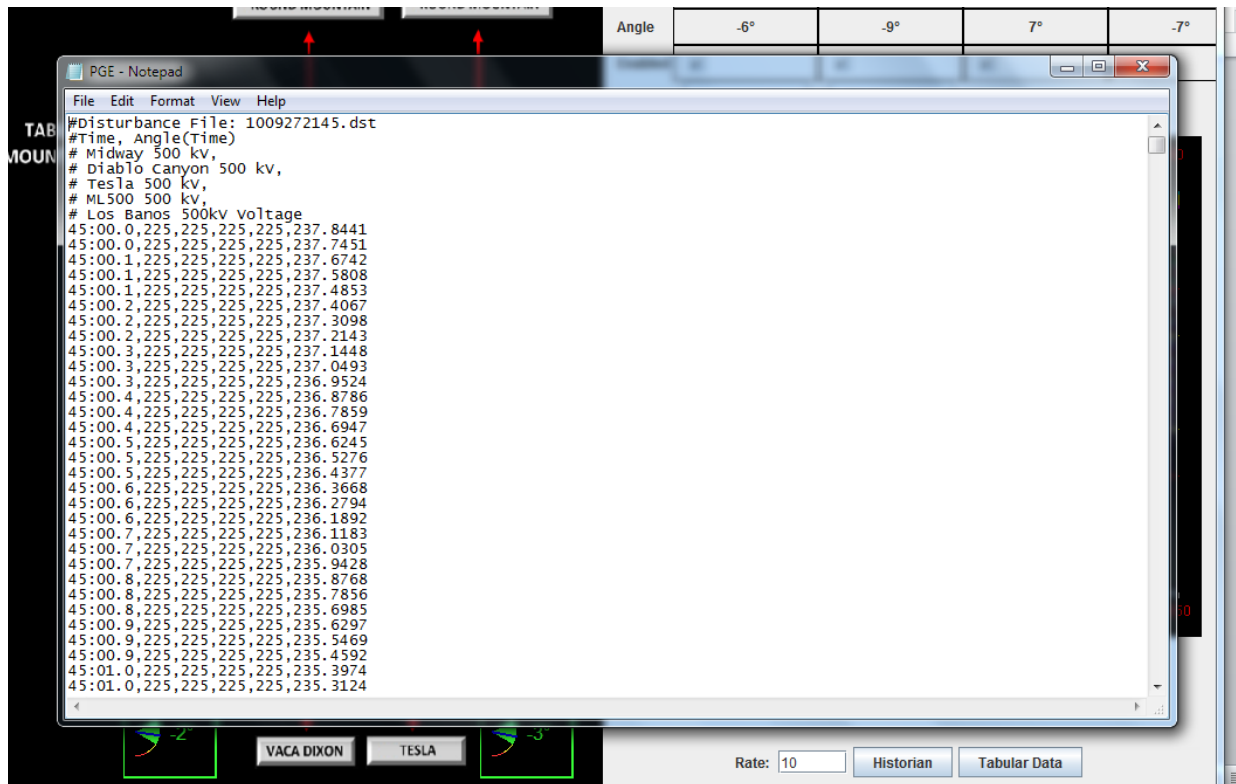 ROUND MOUNTAIN
ROUND MOUNTAIN
Angle -6° -9° 7° -7°
PGE - Notepad
File Edit Format View Help
#Disturbance File: 1009272145.dst
#Time, Angle(Time)
# Midway 500 kV,
# Diablo Canyon 500 kV,
# Tesla 500 kV,
# ML500 500 kV,
# Los Banos 500kV Voltage
45:00.0,225,225,225,225,237.8441
45:00.0,225,225,225,225,237.7451
45:00.1,225,225,225,225,237.6742
45:00.1,225,225,225,225,237.5808
45:00.1,225,225,225,225,237.4853
45:00.2,225,225,225,225,237.4067
45:00.2,225,225,225,225,237.3098
45:00.2,225,225,225,225,237.2143
45:00.3,225,225,225,225,237.1448
45:00.3,225,225,225,225,237.0493
45:00.3,225,225,225,225,236.9524
45:00.4,225,225,225,225,236.8786
45:00.4,225,225,225,225,236.7859
45:00.4,225,225,225,225,236.6947
45:00.5,225,225,225,225,236.6245
45:00.5,225,225,225,225,236.5276
45:00.5,225,225,225,225,236.4377
45:00.6,225,225,225,225,236.3668
45:00.6,225,225,225,225,236.2794
45:00.6,225,225,225,225,236.1892
45:00.7,225,225,225,225,236.1183
45:00.7,225,225,225,225,236.0305
45:00.7,225,225,225,225,235.9428
45:00.8,225,225,225,225,235.8768
45:00.8,225,225,225,225,235.7856
45:00.8,225,225,225,225,235.6985
45:00.9,225,225,225,225,235.6297
45:00.9,225,225,225,225,235.5469
45:00.9,225,225,225,225,235.4592
45:01.0,225,225,225,225,235.3974
45:01.0,225,225,225,225,235.3124
TAB
MOUN
-2°
VACA DIXON
TESLA
-3°
Rate: 10 Historian Tabular Data